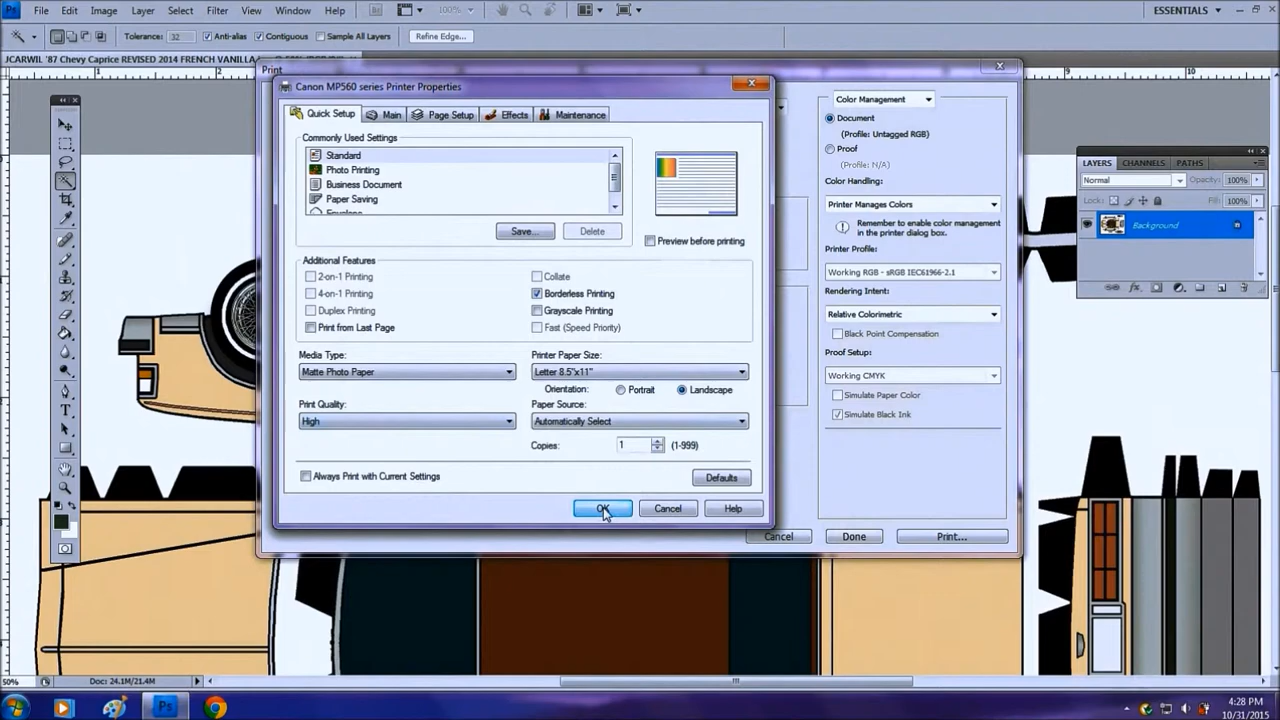 Ps File Edit Image Layer Select Filter View Window Help Br 100% ESSENTIALS
Tolerance: 32 Anti-alias Contiguous Sample All Layers Refine Edge...
JCARWIL '87 Chevy Caprice REVISED 2014 FRENCH VANILLA
Print
1 2 9 10
Canon MP560 series Printer Properties
Quick Setup Main Page Setup Effects Maintenance
Commonly Used Settings
Standard
Photo Printing
Business Document
Paper Saving
Envelope
Save... Delete
Preview before printing
Additional Features
2-on-1 Printing Collate
4-on-1 Printing Borderless Printing
Duplex Printing Grayscale Printing
Print from Last Page Fast (Speed Priority)
Media Type: Printer Paper Size:
Matte Photo Paper Letter 8.5"x11"
Orientation: Portrait Landscape
Print Quality: Paper Source:
High Automatically Select
Copies: 1 (1-999)
Always Print with Current Settings Defaults
OK Cancel Help
Color Management
Document
(Profile: Untagged RGB)
Proof
(Profile: N/A)
Color Handling:
Printer Manages Colors
Remember to enable color management
in the printer dialog box.
Printer Profile:
Working RGB - sRGB IEC61966-2.1
Rendering Intent:
Relative Colorimetric
Black Point Compensation
Proof Setup:
Working CMYK
Simulate Paper Color
Simulate Black Ink
Cancel Done Print...
LAYERS CHANNELS PATHS
Normal Opacity: 100%
Lock: Fill: 100%
Background
50% Doc: 24.1M/21.4M
Ps
4:28 PM
10/31/2015